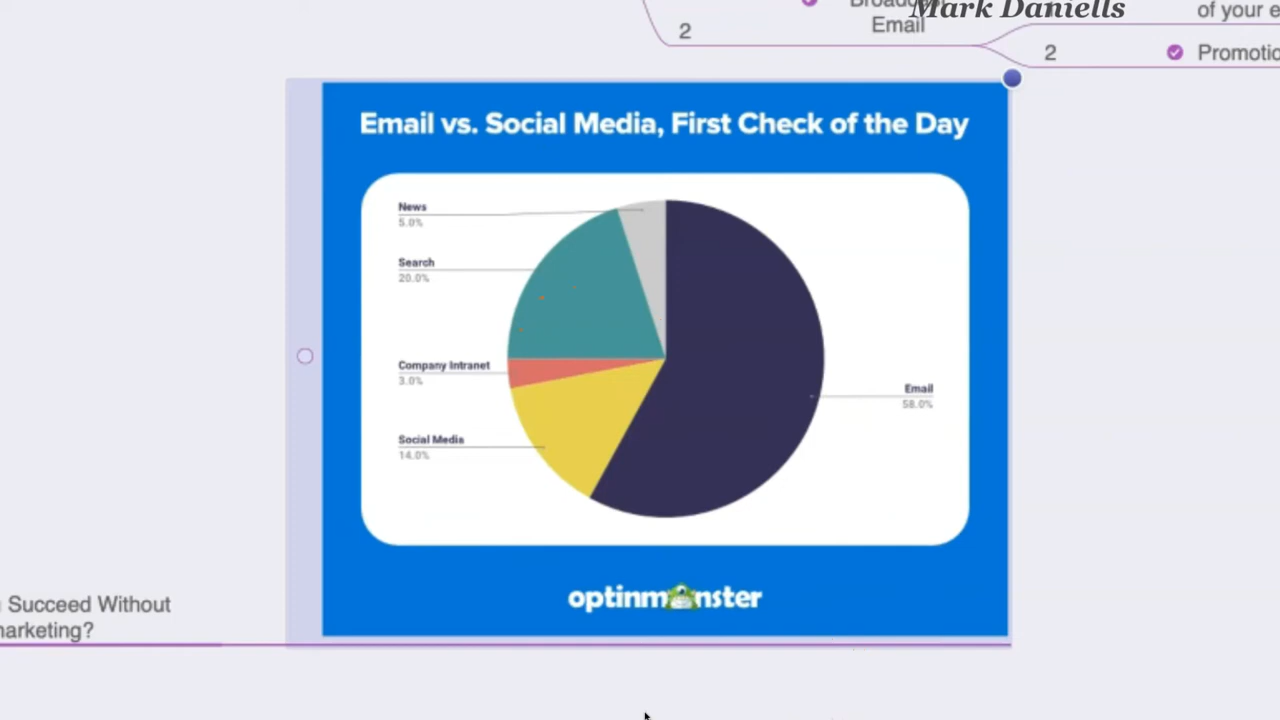 Mark Daniells
Email
of your e
2
2
Promotio
Email vs. Social Media, First Check of the Day
News
5.0%
Search
20.0%
Company Intranet
3.0%
Email
58.0%
Social Media
14.0%
optinmonster
Succeed Without
marketing?